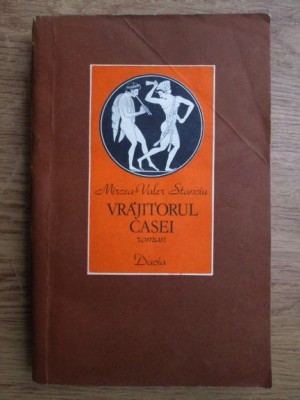 Mircea Valer Stanciu
VRĂJITORUL
CASEI
roman
Dacia